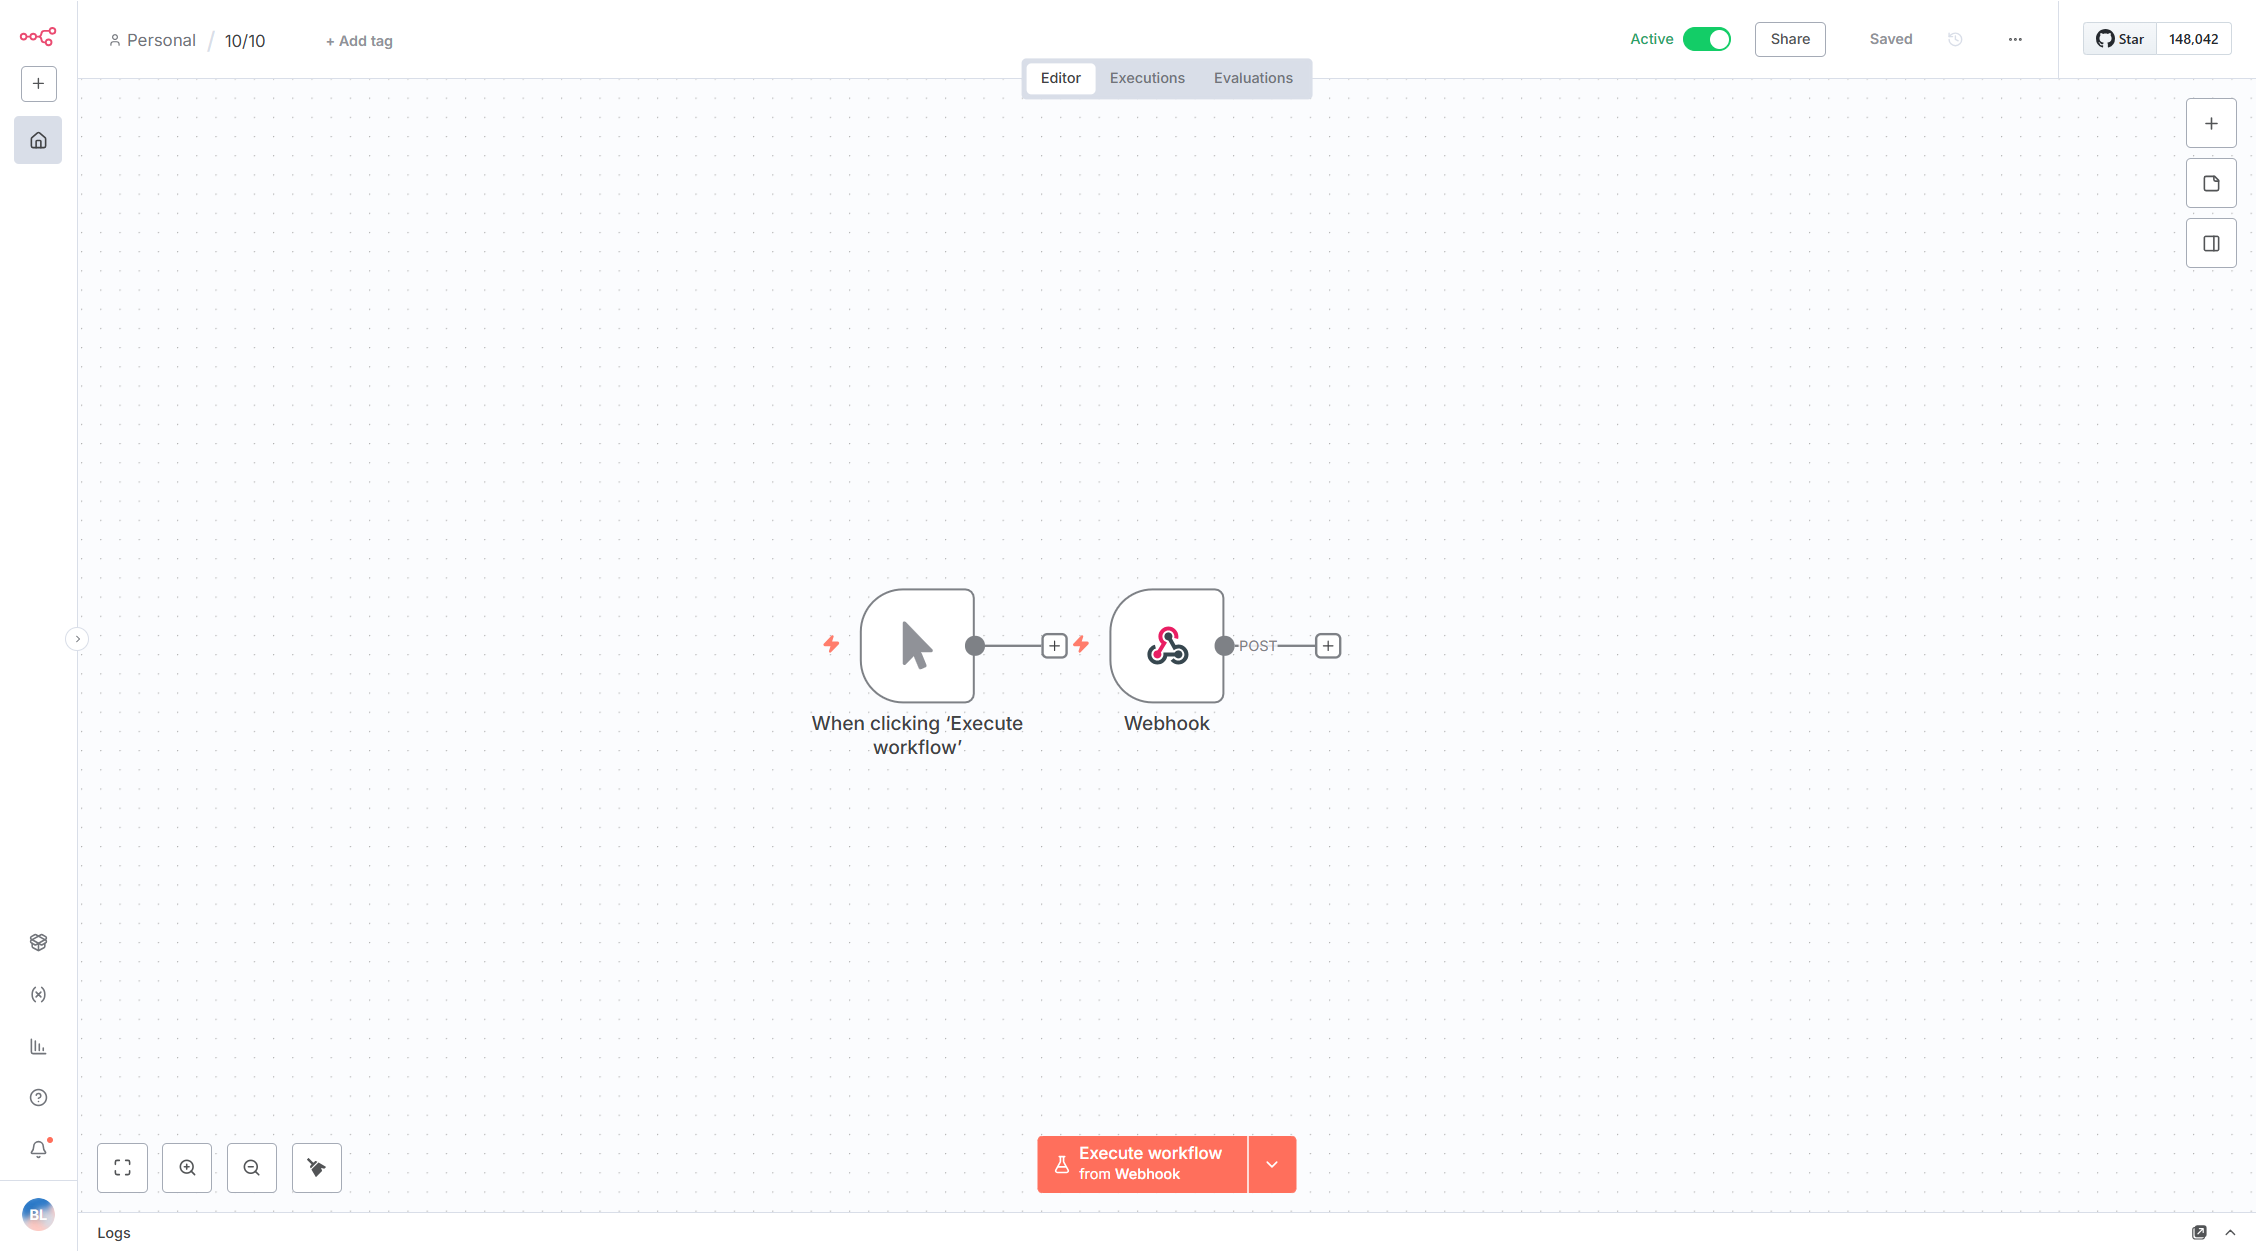 Personal / 10/10 + Add tag
Active Share Saved Star 148,042
Editor Executions Evaluations
POST
When clicking ‘Execute
workflow’
Webhook
Execute workflow
from Webhook
BL
Logs